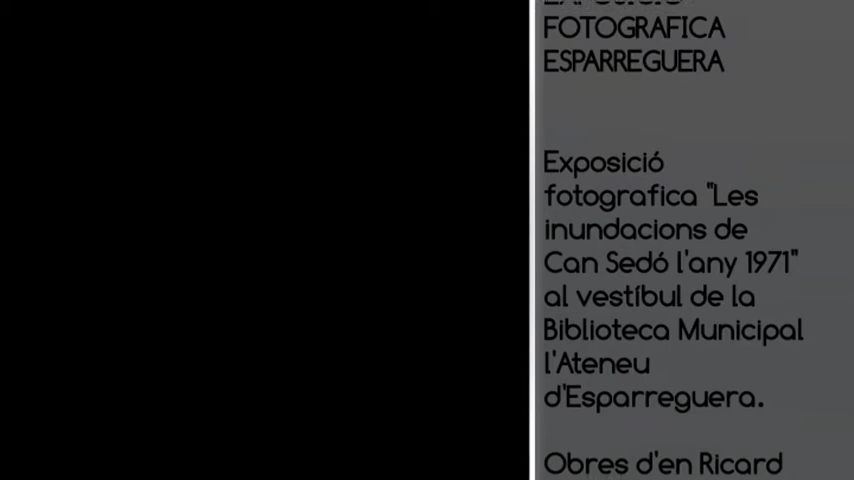 FOTOGRAFICA
ESPARREGUERA
Exposició
fotografica "Les
inundacions de
Can Sedó l'any 1971"
al vestíbul de la
Biblioteca Municipal
l'Ateneu
d'Esparreguera.
Obres d'en Ricard